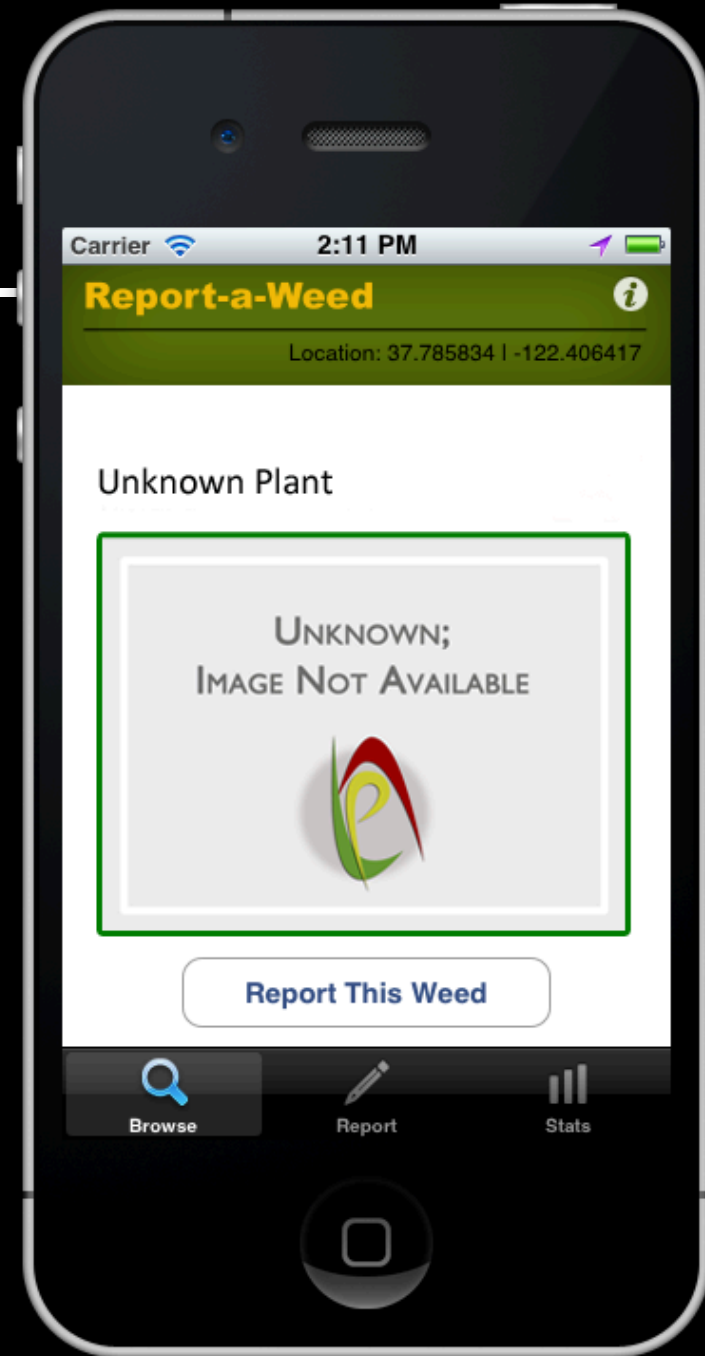 Carrier 2:11 PM
Report-a-Weed i
Location: 37.785834 | -122.406417
Unknown Plant
UNKNOWN;
IMAGE NOT AVAILABLE
Report This Weed
Browse Report Stats